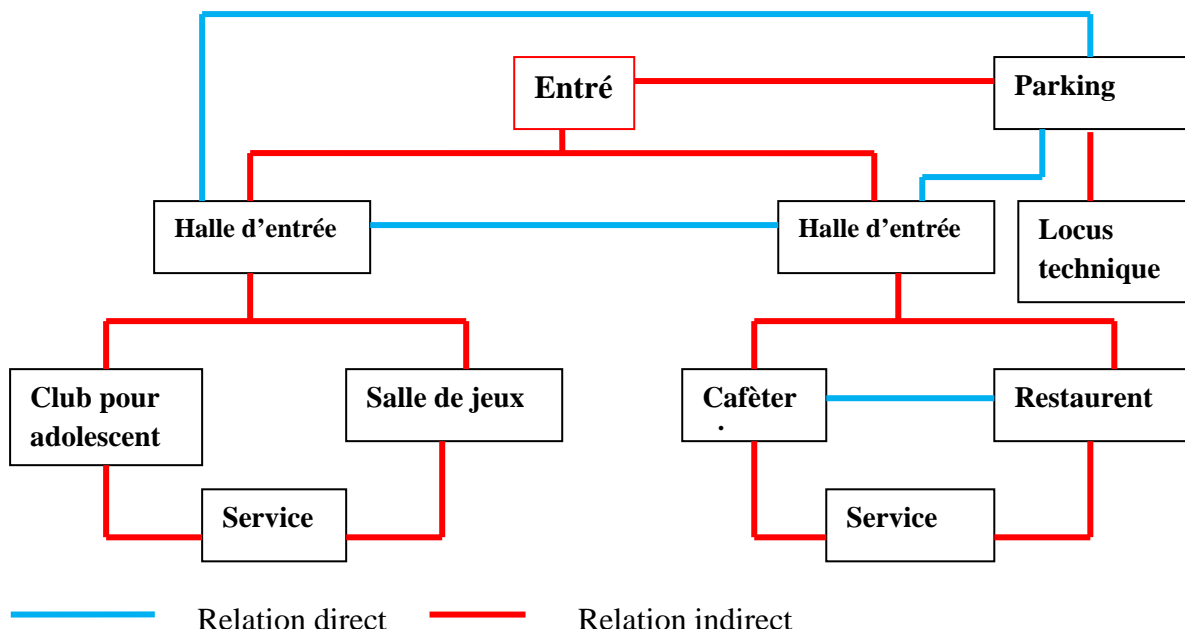 Entré
Parking
Halle d’entrée
Halle d’entrée
Locus
technique
Club pour
adolescent
Salle de jeux
Cafèter
Restaurent
Service
Service
Relation direct
Relation indirect